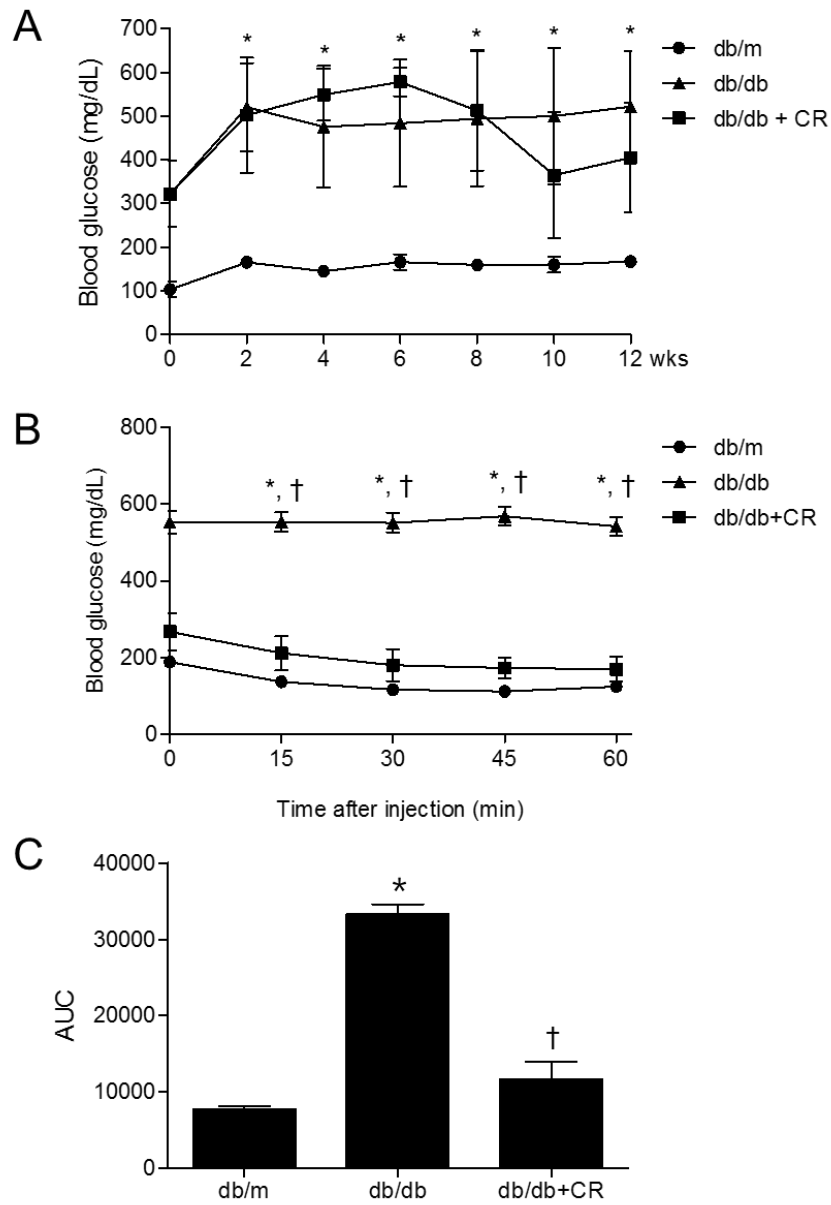 A
Blood glucose (mg/dL)
700
600
500
400
300
200
100
0
* * * * * *
0 2 4 6 8 10 12 wks
db/m
db/db
db/db + CR
B
Blood glucose (mg/dL)
800
600
400
200
0
*, † *, † *, † *, †
0 15 30 45 60
Time after injection (min)
db/m
db/db
db/db+CR
C
AUC
40000
30000
20000
10000
0
*
†
db/m db/db db/db+CR